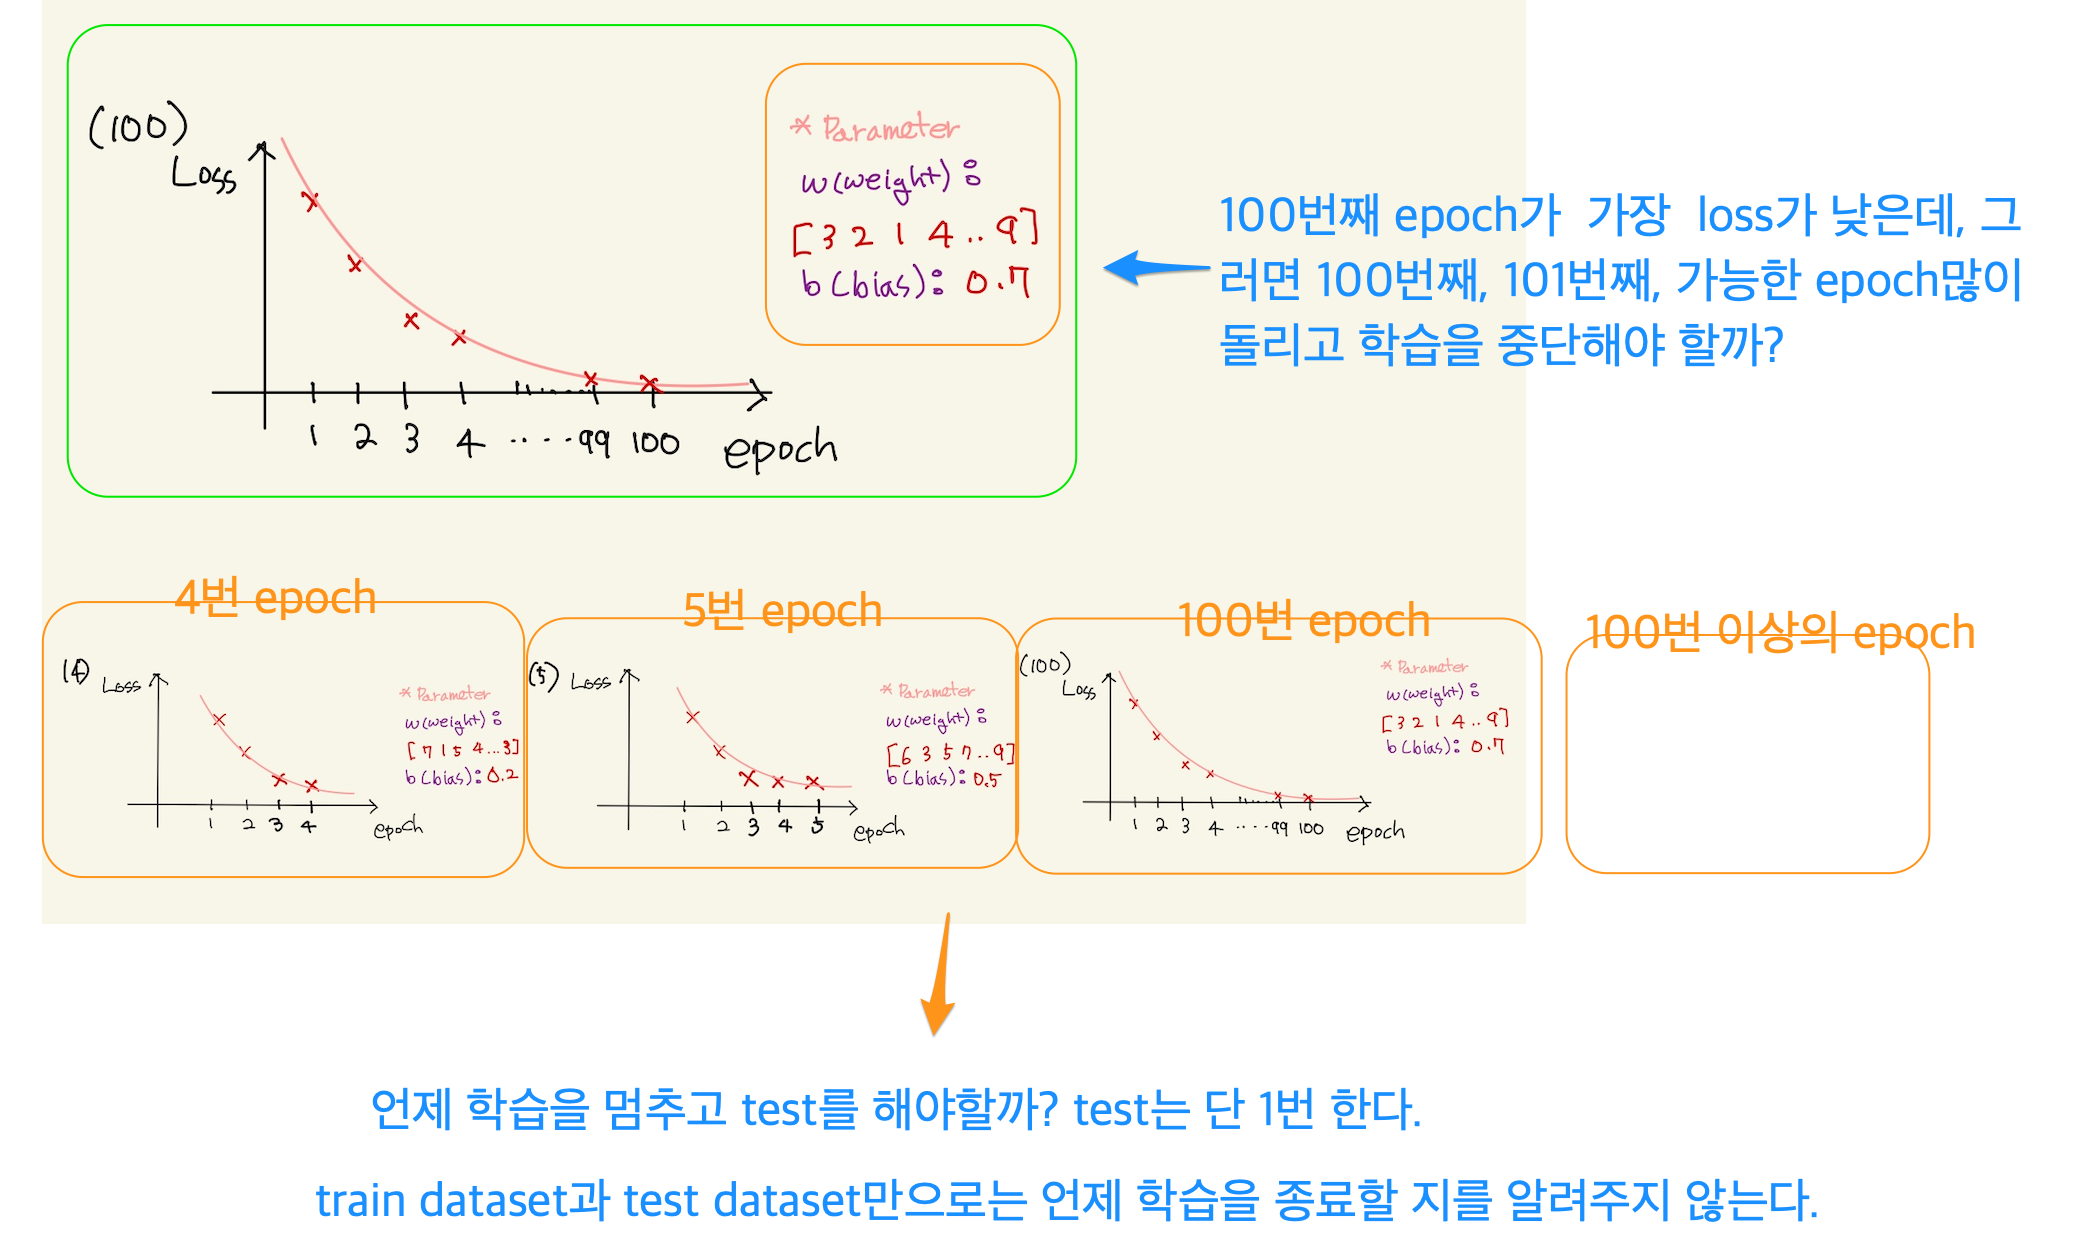 (100)
Loss
1 2 3 4 ····99 100 epoch
* Parameter
w(weight) :
[3 2 1 4 .. 9]
b(bias): 0.7
100번째 epoch가 가장 loss가 낮은데, 그
러면 100번째, 101번째, 가능한 epoch많이
돌리고 학습을 중단해야 할까?
4번 epoch
(4)
Loss
1 2 3 4 epoch
* Parameter
w(weight) :
[7 1 5 4...3]
b(bias): 0.2
5번 epoch
(5)
Loss
1 2 3 4 5 epoch
* Parameter
w(weight) :
[6 3 5 7 ..9]
b(bias): 0.5
100번 epoch
(100)
Loss
1 2 3 4 ····99 100 epoch
* Parameter
w(weight) :
[3 2 1 4 .. 9]
b(bias): 0.7
100번 이상의 epoch
언제 학습을 멈추고 test를 해야할까? test는 단 1번 한다.
train dataset과 test dataset만으로는 언제 학습을 종료할 지를 알려주지 않는다.